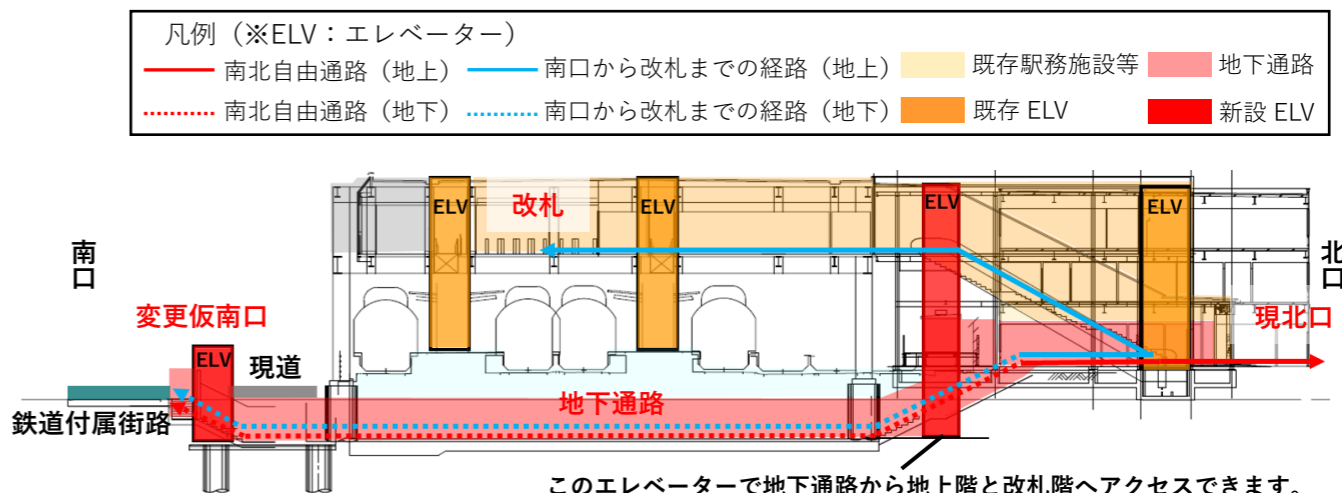 凡例（※ELV：エレベーター）
南北自由通路（地上）
南口から改札までの経路（地上）
既存駅務施設等
地下通路
南北自由通路（地下）
南口から改札までの経路（地下）
既存 ELV
新設 ELV
ELV
改札
ELV
ELV
ELV
南口
北口
変更仮南口
現北口
ELV
現道
地下通路
鉄道付属街路
このエレベーターで地下通路から地上階と改札階へアクセスできます。